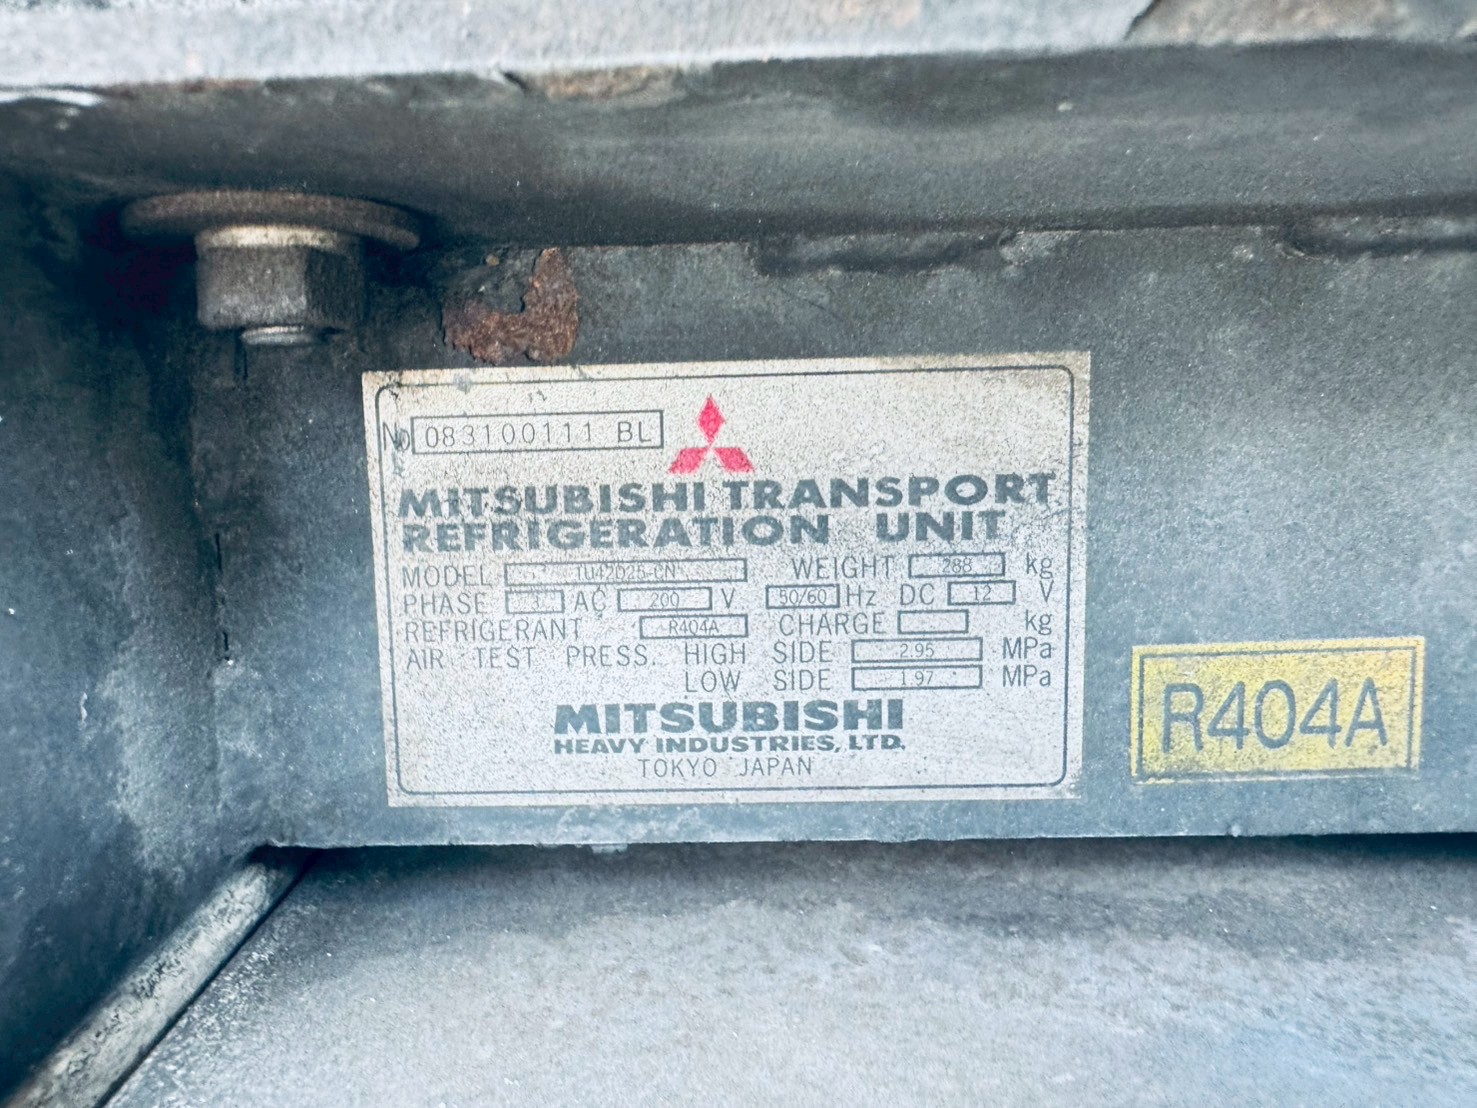 No 083100111 BL
MITSUBISHI TRANSPORT
REFRIGERATION UNIT
MODEL TU42D25-CN WEIGHT 288 kg
PHASE 3 AC 200 V 50/60 Hz DC 12 V
REFRIGERANT R404A CHARGE kg
AIR TEST PRESS. HIGH SIDE 2.95 MPa
LOW SIDE 1.97 MPa
MITSUBISHI
HEAVY INDUSTRIES, LTD.
TOKYO JAPAN
R404A